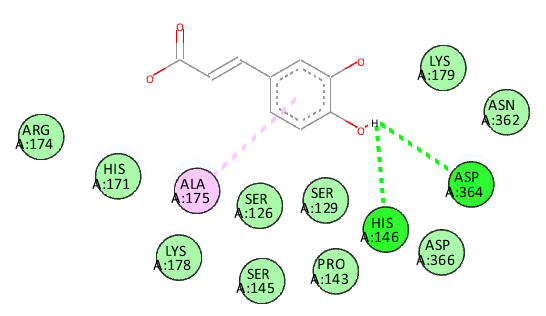 O
O
O
O
H
LYS
A:179
ASN
A:362
ARG
A:174
HIS
A:171
ALA
A:175
ASP
A:364
SER
A:126
SER
A:129
HIS
A:146
ASP
A:366
LYS
A:178
SER
A:145
PRO
A:143